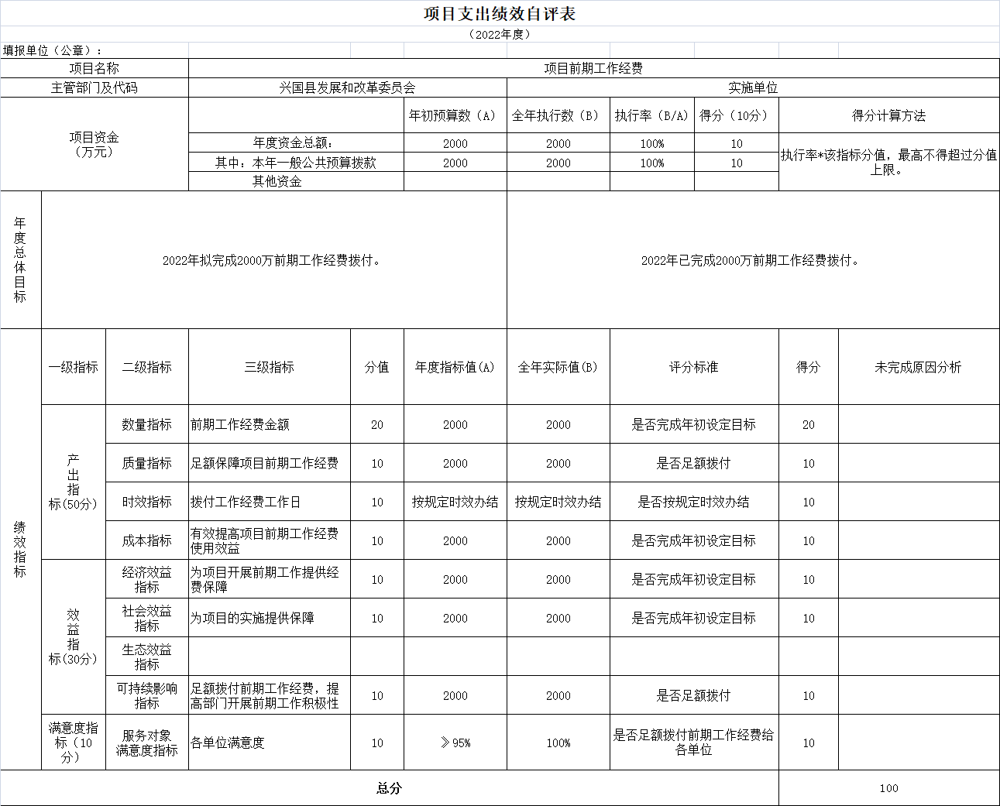 项目支出绩效自评表
（2022年度）
填报单位（公章）：
项目名称 项目前期工作经费
主管部门及代码 兴国县发展和改革委员会 实施单位
项目资金
（万元）
年初预算数（A） 全年执行数（B） 执行率（B/A） 得分（10分） 得分计算方法
年度资金总额： 2000 2000 100% 10
其中：本年一般公共预算拨款 2000 2000 100% 10
其他资金
执行率*该指标分值，最高不得超过分值
上限。
年
度
总
体
目
标
2022年拟完成2000万前期工作经费拨付。 2022年已完成2000万前期工作经费拨付。
绩
效
指
标
一级指标 二级指标 三级指标 分值 年度指标值(A) 全年实际值(B) 评分标准 得分 未完成原因分析
产
出
指
标(50分)
数量指标 前期工作经费金额 20 2000 2000 是否完成年初设定目标 20
质量指标 足额保障项目前期工作经费 10 2000 2000 是否足额拨付 10
时效指标 拨付工作经费工作日 10 按规定时效办结 按规定时效办结 是否按规定时效办结 10
成本指标 有效提高项目前期工作经费
使用效益 10 2000 2000 是否完成年初设定目标 10
效
益
指
标(30分)
经济效益
指标 为项目开展前期工作提供经
费保障 10 2000 2000 是否完成年初设定目标 10
社会效益
指标 为项目的实施提供保障 10 2000 2000 是否完成年初设定目标 10
生态效益
指标
可持续影响
指标 足额拨付前期工作经费，提
高部门开展前期工作积极性 10 2000 2000 是否足额拨付 10
满意度指
标（10
分）
服务对象
满意度指标 各单位满意度 10 ≥95% 100% 是否足额拨付前期工作经费给
各单位 10
总分 100